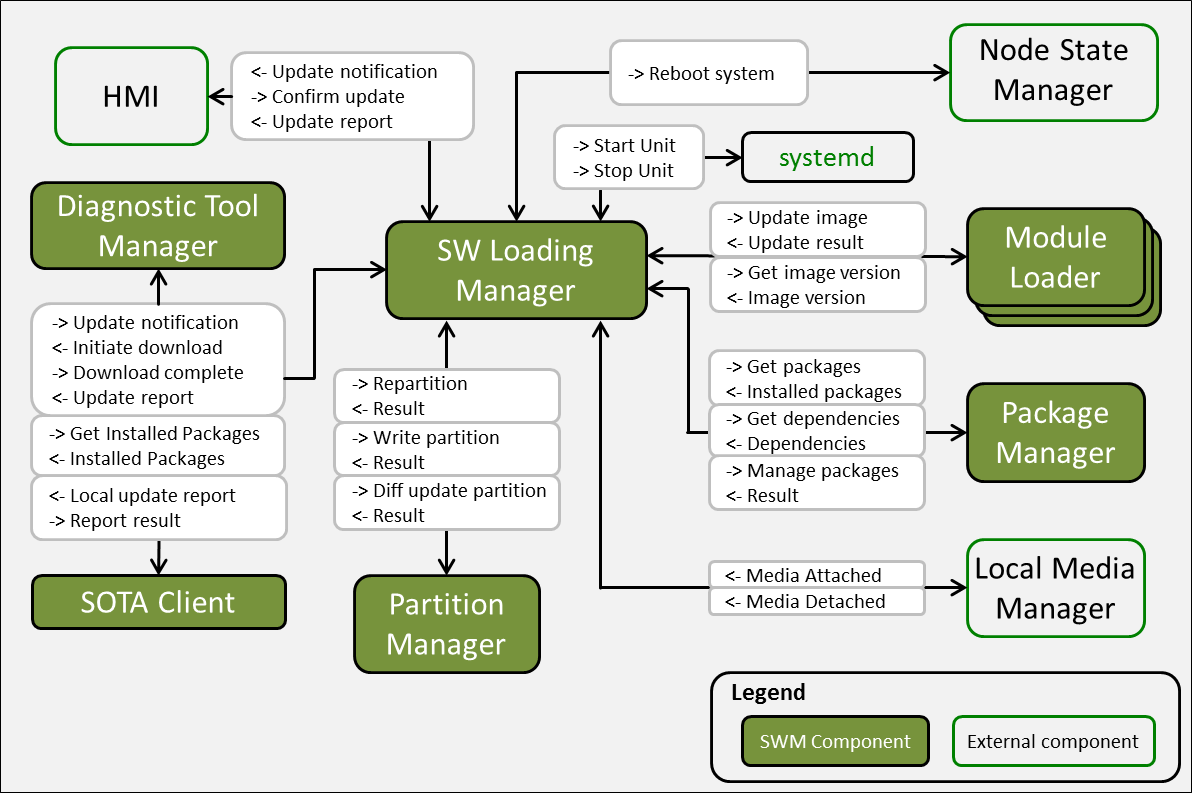 HMI
<- Update notification
-> Confirm update
<- Update report
-> Reboot system
Node State
Manager
-> Start Unit
-> Stop Unit
systemd
Diagnostic Tool
Manager
SW Loading
Manager
-> Update image
<- Update result
-> Get image version
<- Image version
Module
Loader
-> Update notification
<- Initiate download
-> Download complete
<- Update report
-> Get Installed Packages
<- Installed Packages
<- Local update report
-> Report result
SOTA Client
-> Repartition
<- Result
-> Write partition
<- Result
-> Diff update partition
<- Result
Partition
Manager
-> Get packages
<- Installed packages
-> Get dependencies
<- Dependencies
-> Manage packages
<- Result
Package
Manager
<- Media Attached
<- Media Detached
Local Media
Manager
Legend
SWM Component
External component